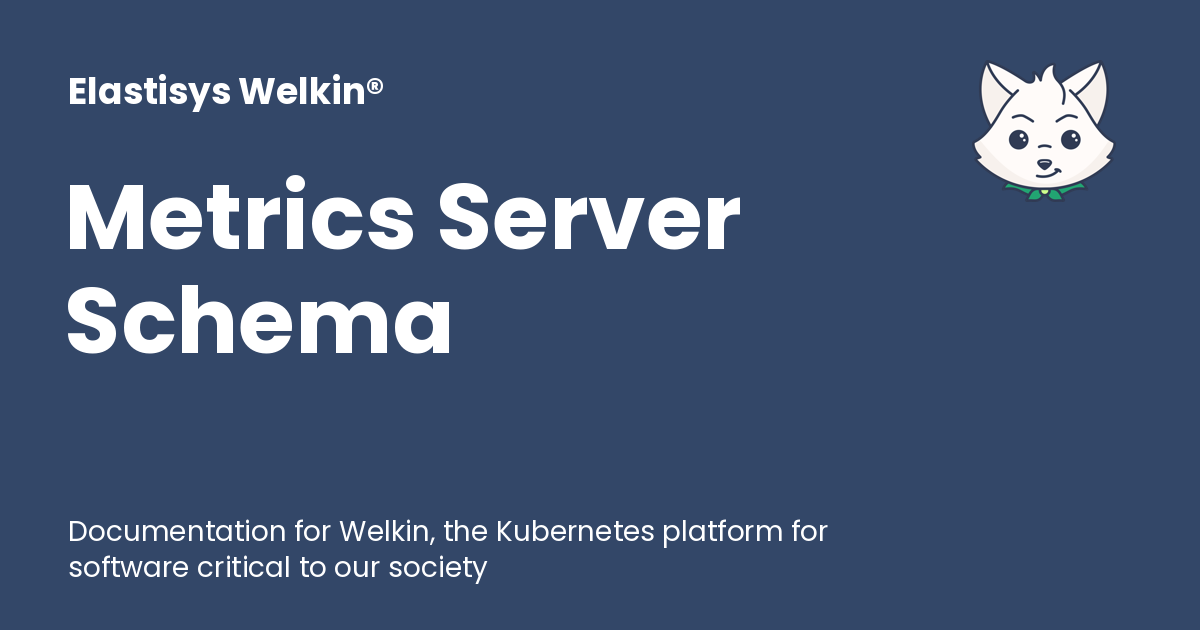 Elastisys Welkin®
Metrics Server
Schema
Documentation for Welkin, the Kubernetes platform for
software critical to our society